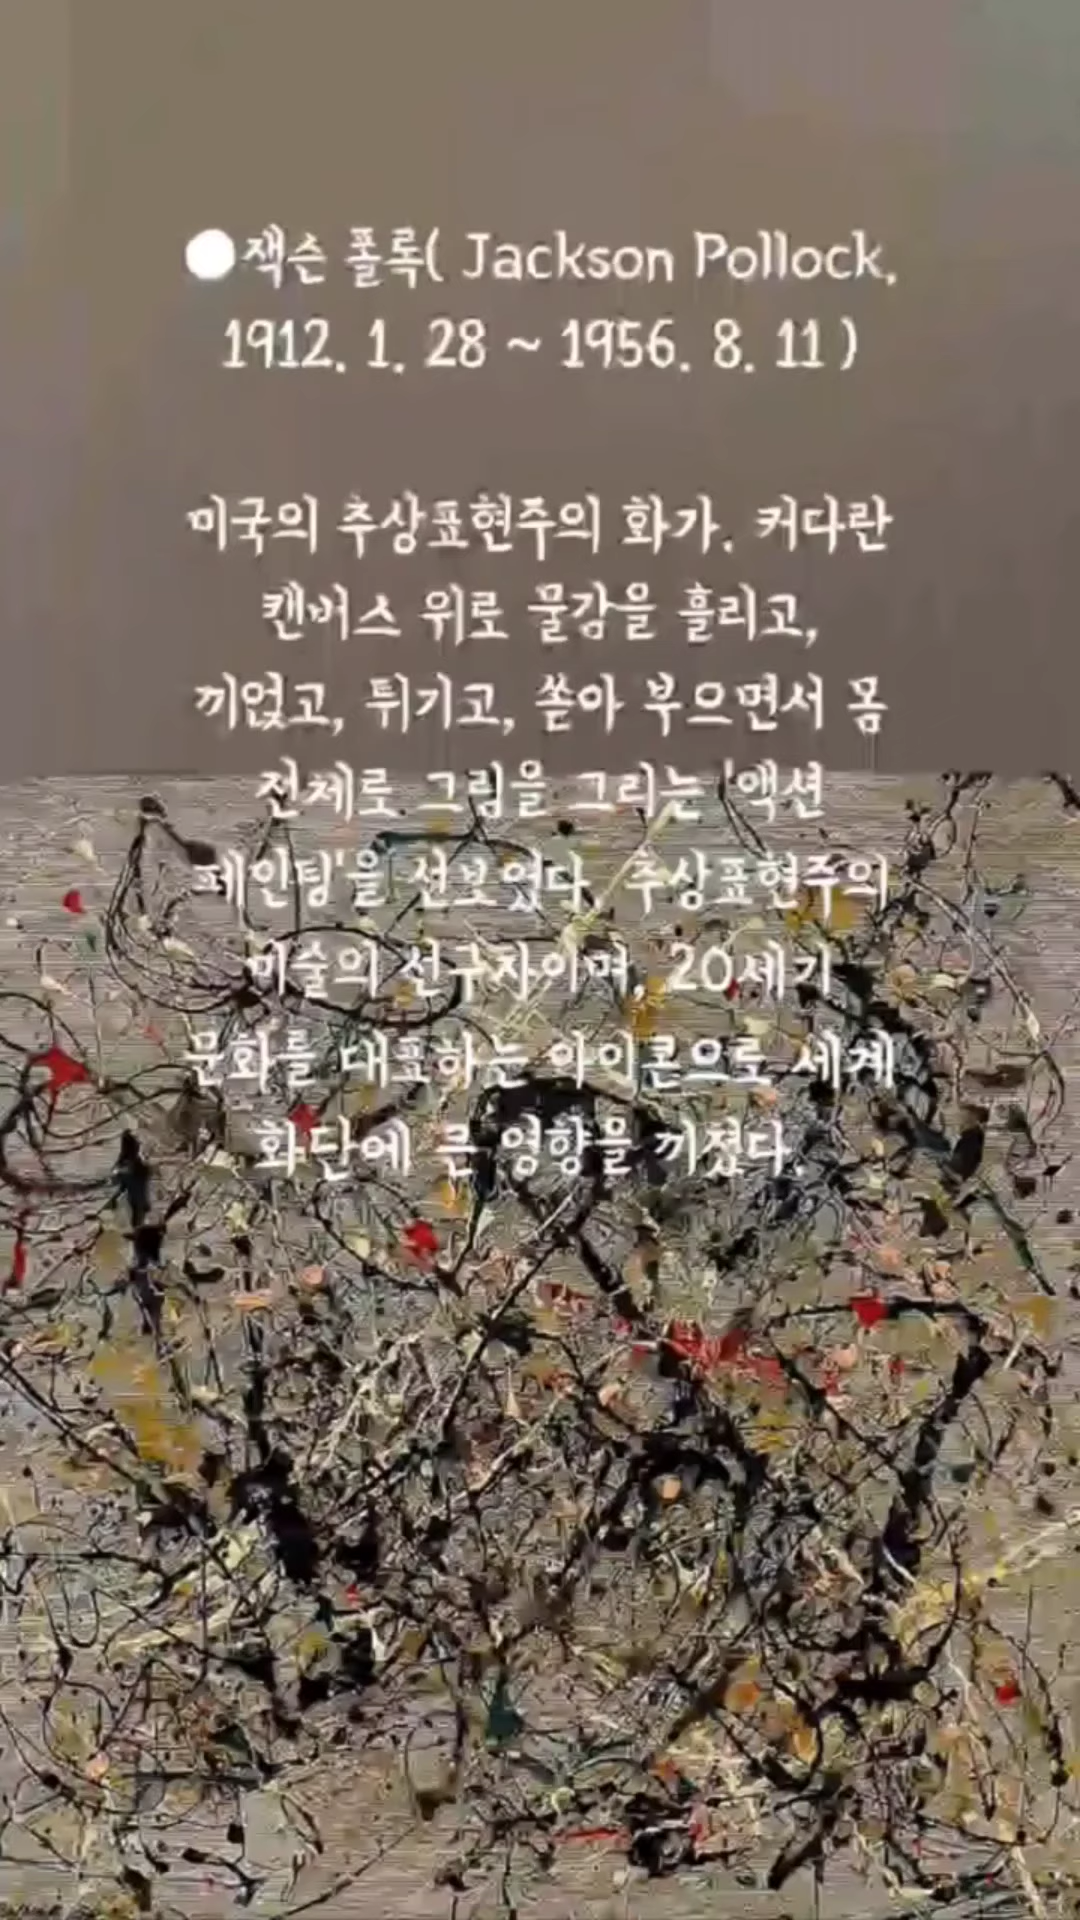 ●잭슨 폴록( Jackson Pollock,
1912. 1. 28 ~ 1956. 8. 11 )
미국의 추상표현주의 화가. 커다란
캔버스 위로 물감을 흘리고,
끼얹고, 튀기고, 쏟아 부으면서 몸
전체로 그림을 그리는 '액션
페인팅'을 선보였다. 추상표현주의
미술의 선구자이며, 20세기
문화를 대표하는 아이콘으로 세계
화단에 큰 영향을 끼쳤다.